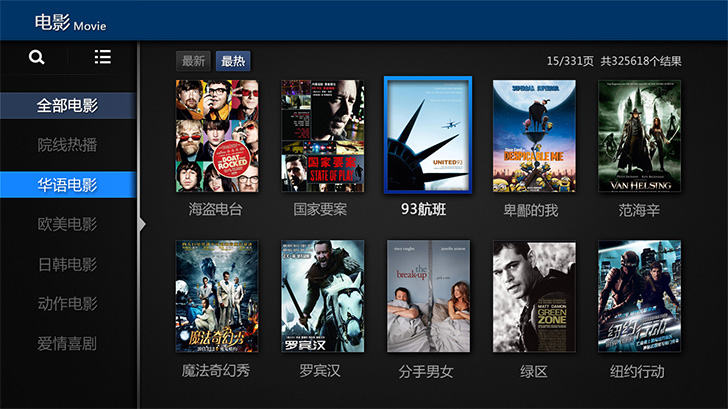 电影 Movie
最新 最热 15/331页 共325618个结果
全部电影
院线热播
华语电影
欧美电影
日韩电影
动作电影
爱情喜剧
THE BOAT THAT ROCKED
国家要案
STATE OF PLAY
UNITED93
DESPICABLE ME
VAN HELSING
海盗电台 国家要案 93航班 卑鄙的我 范海辛
魔法奇幻秀
罗宾汉
the break-up
MATT DAMON
GREEN ZONE
纽约行动
魔法奇幻秀 罗宾汉 分手男女 绿区 纽约行动